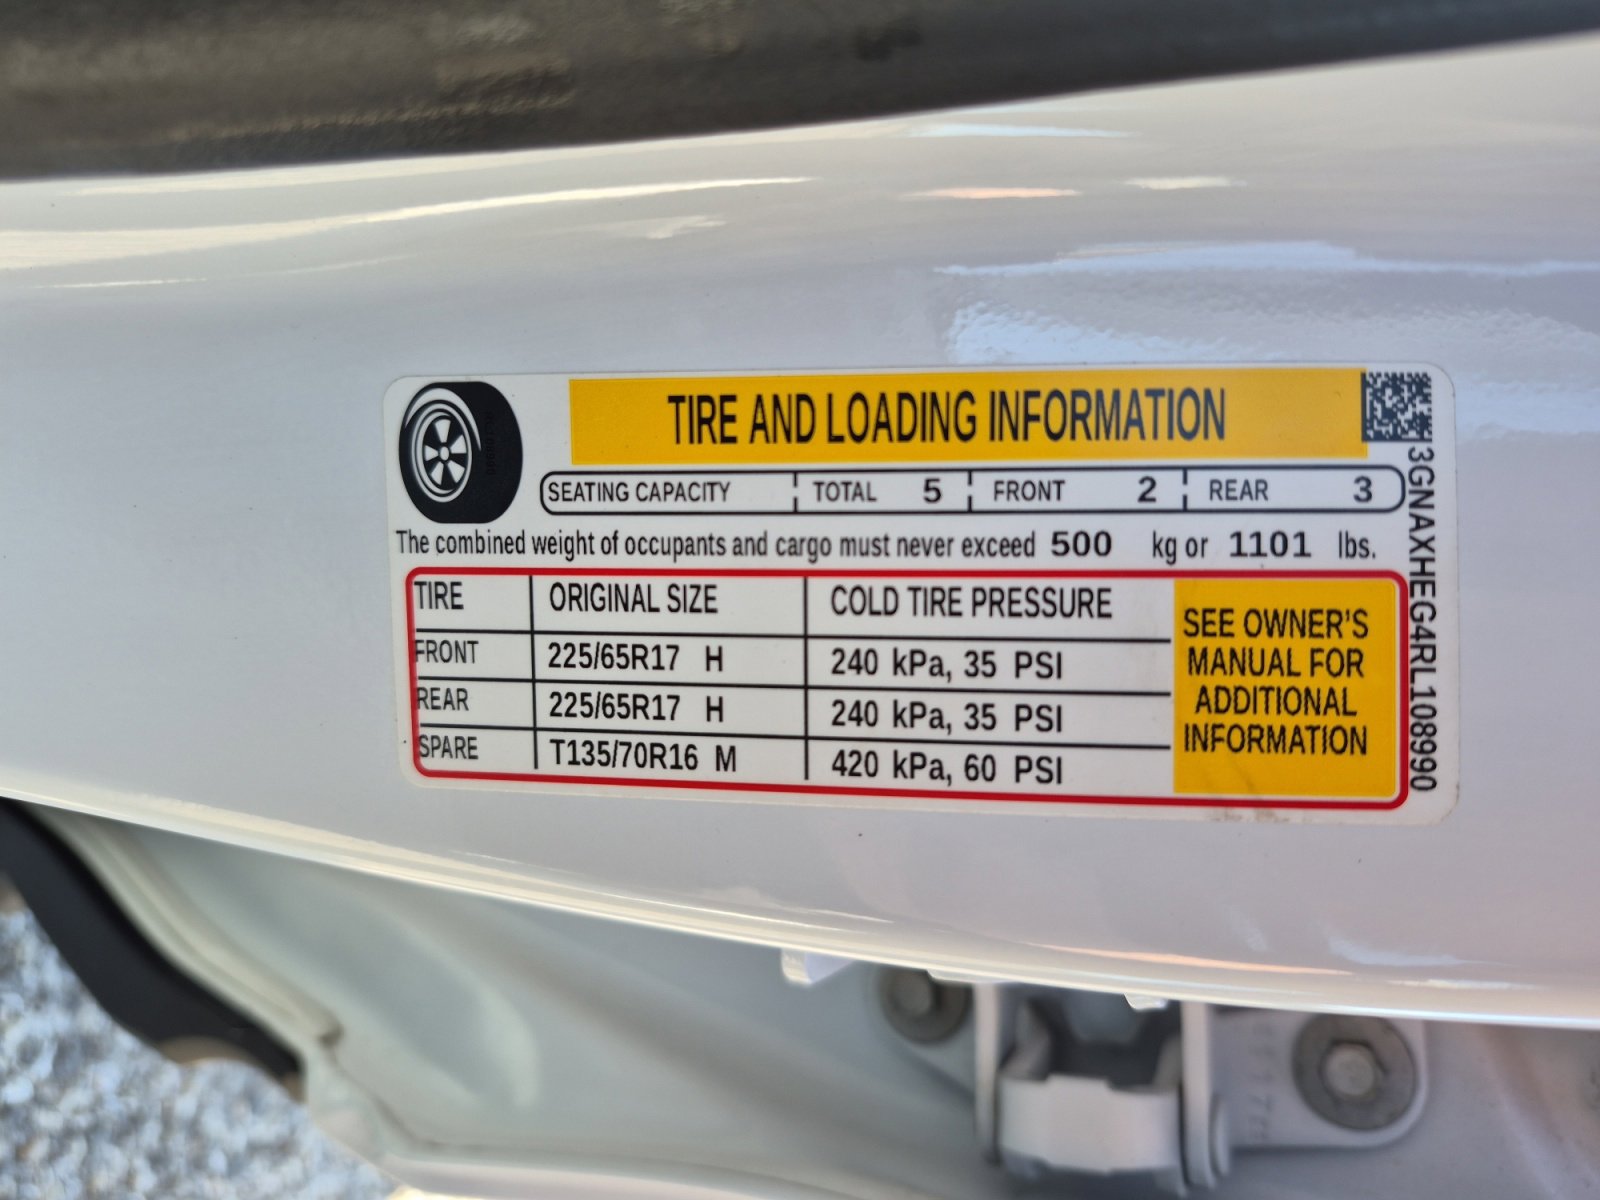 TIRE AND LOADING INFORMATION
SEATING CAPACITY TOTAL 5 FRONT 2 REAR 3
The combined weight of occupants and cargo must never exceed 500 kg or 1101 lbs.
TIRE ORIGINAL SIZE COLD TIRE PRESSURE
FRONT 225/65R17 H 240 kPa, 35 PSI
REAR 225/65R17 H 240 kPa, 35 PSI
SPARE T135/70R16 M 420 kPa, 60 PSI
SEE OWNER'S
MANUAL FOR
ADDITIONAL
INFORMATION
3GNAXHEG4RL108990